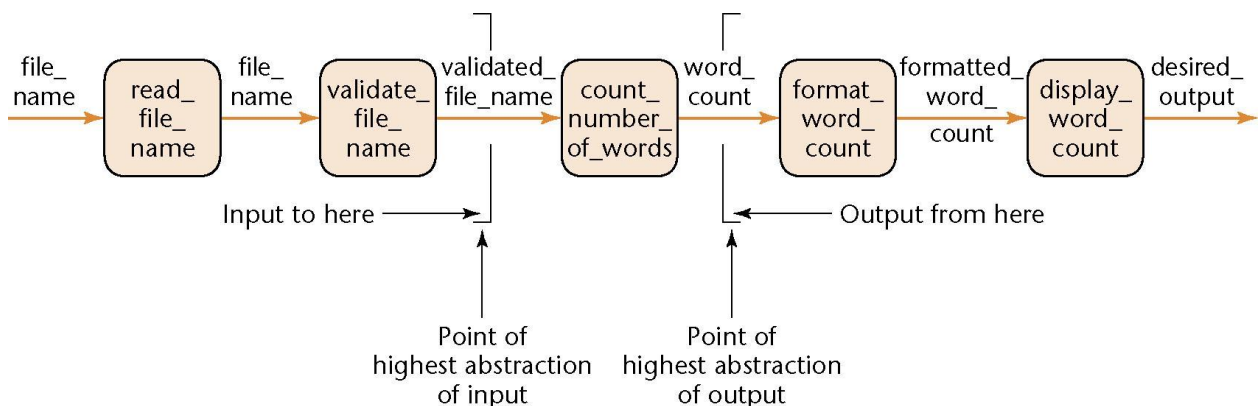 file_
name
read_
file_
name
file_
name
validate_
file_
name
validated_
file_name
count_
number_
of_words
word_
count
format_
word_
count
formatted_
word_
count
display_
word_
count
desired_
output
Input to here
Output from here
Point of
highest abstraction
of input
Point of
highest abstraction
of output